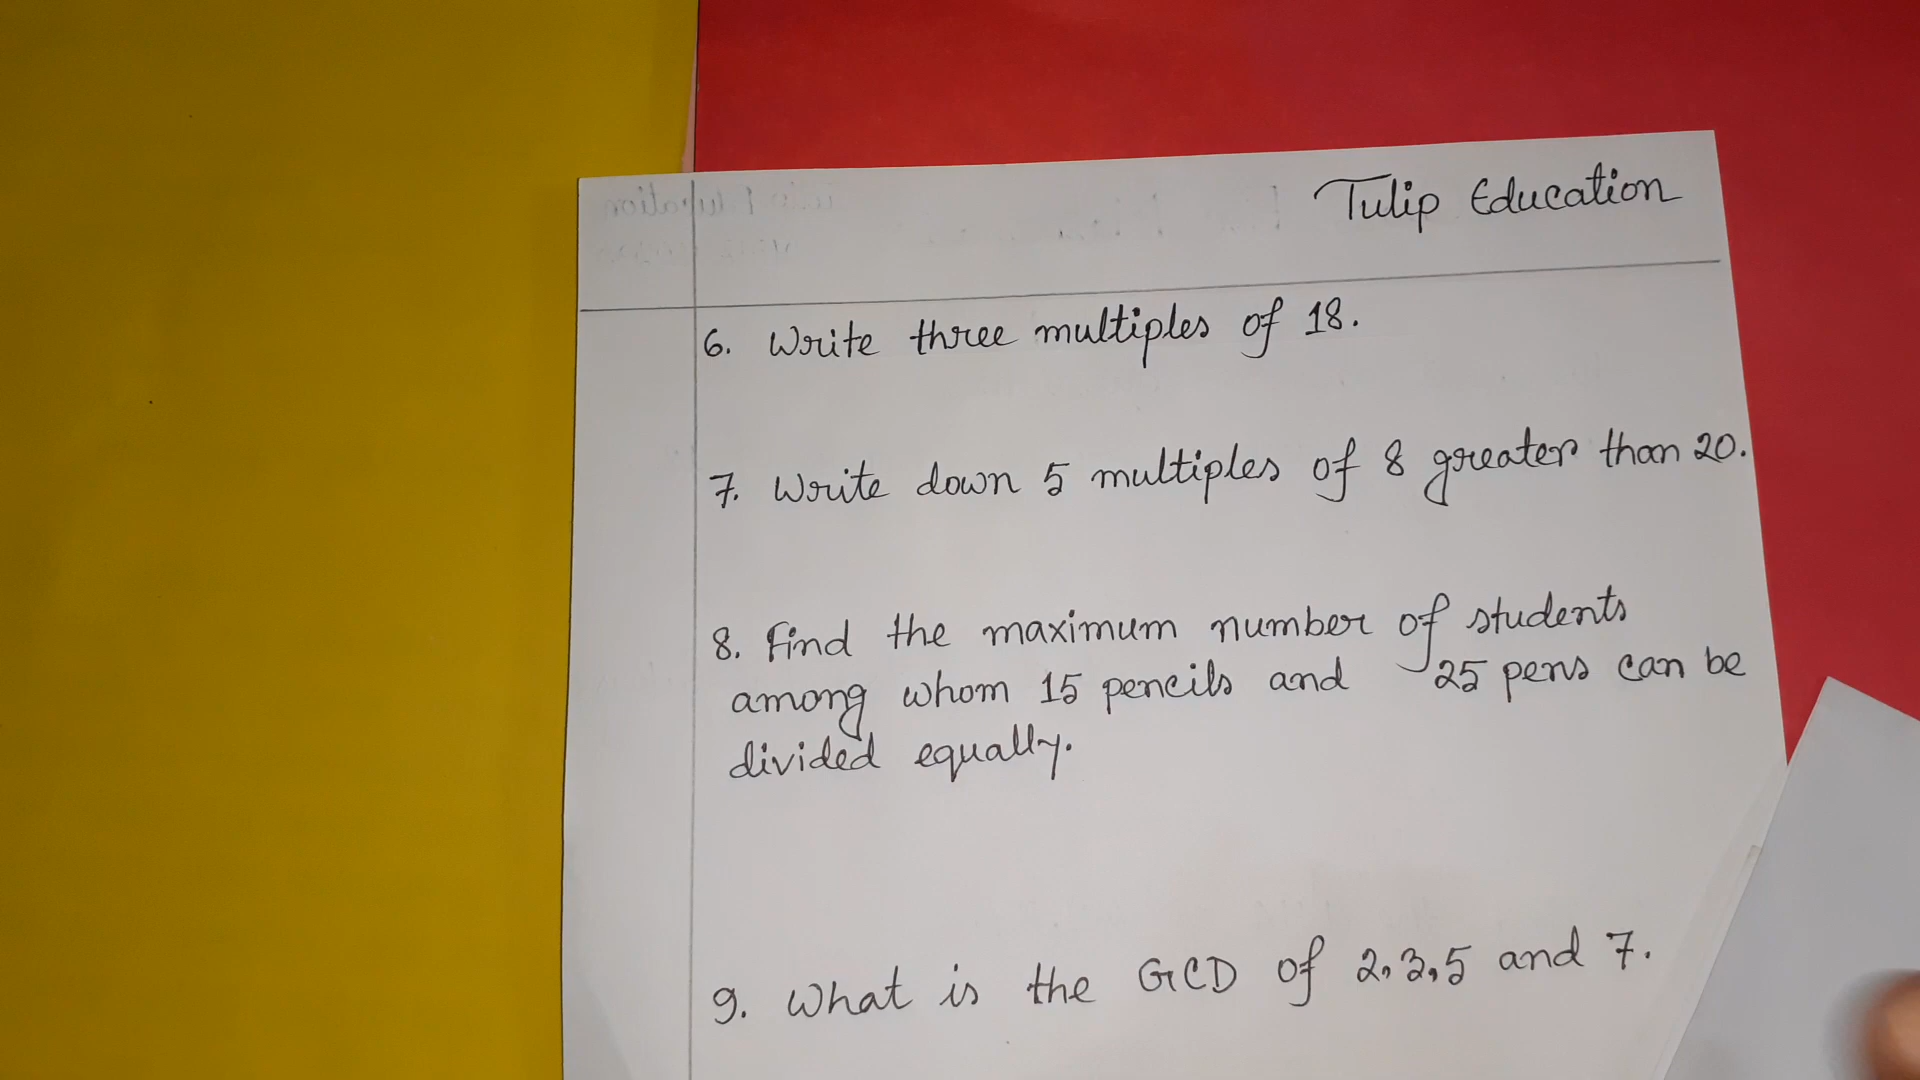 Tulip Education
6. Write three multiples of 18.
7. Write down 5 multiples of 8 greater than 20.
8. Find the maximum number of students
among whom 15 pencils and 25 pens can be
divided equally.
9. What is the GCD of 2,3,5 and 7.